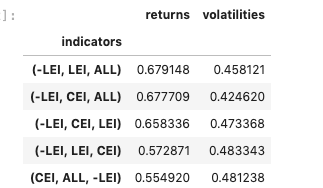 ]:
returns volatilities
indicators
(-LEI, LEI, ALL) 0.679148 0.458121
(-LEI, CEI, ALL) 0.677709 0.424620
(-LEI, CEI, LEI) 0.658336 0.473368
(-LEI, LEI, CEI) 0.572871 0.483343
(CEI, ALL, -LEI) 0.554920 0.481238